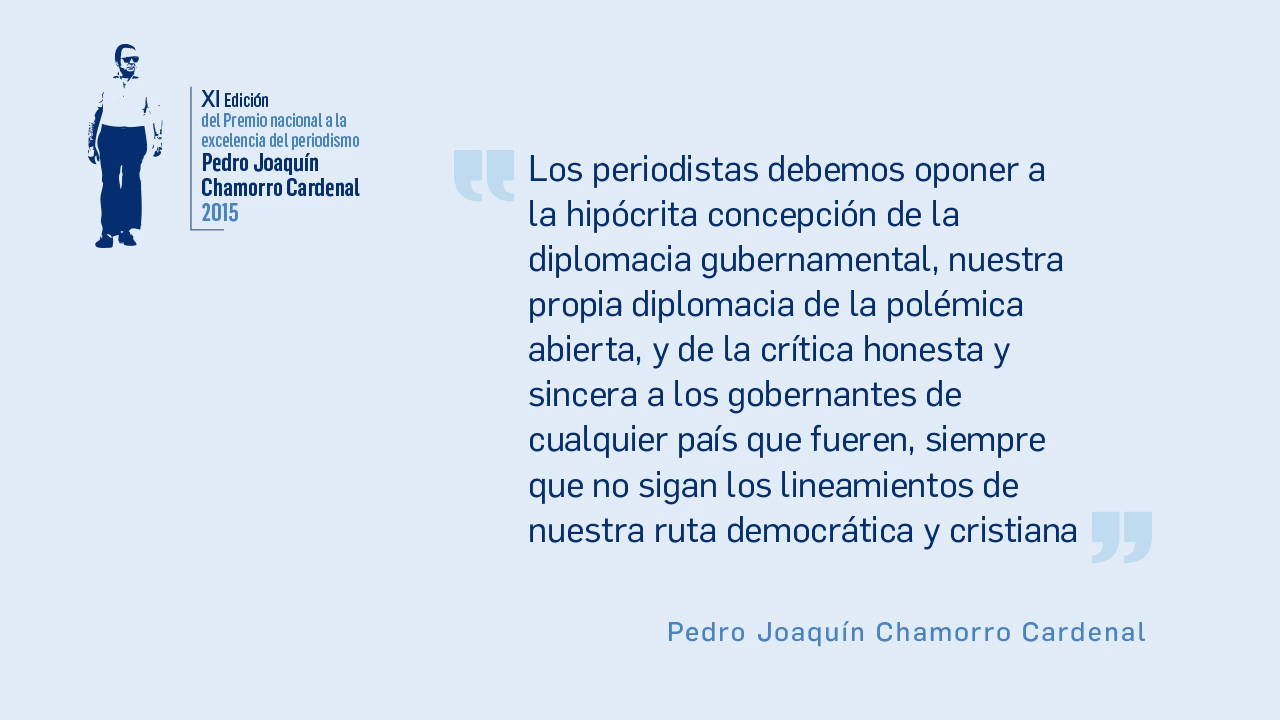 XI Edición
del Premio nacional a la
excelencia del periodismo
Pedro Joaquín
Chamorro Cardenal
2015
“Los periodistas debemos oponer a
la hipócrita concepción de la
diplomacia gubernamental, nuestra
propia diplomacia de la polémica
abierta, y de la crítica honesta y
sincera a los gobernantes de
cualquier país que fueren, siempre
que no sigan los lineamientos de
nuestra ruta democrática y cristiana”
Pedro Joaquín Chamorro Cardenal